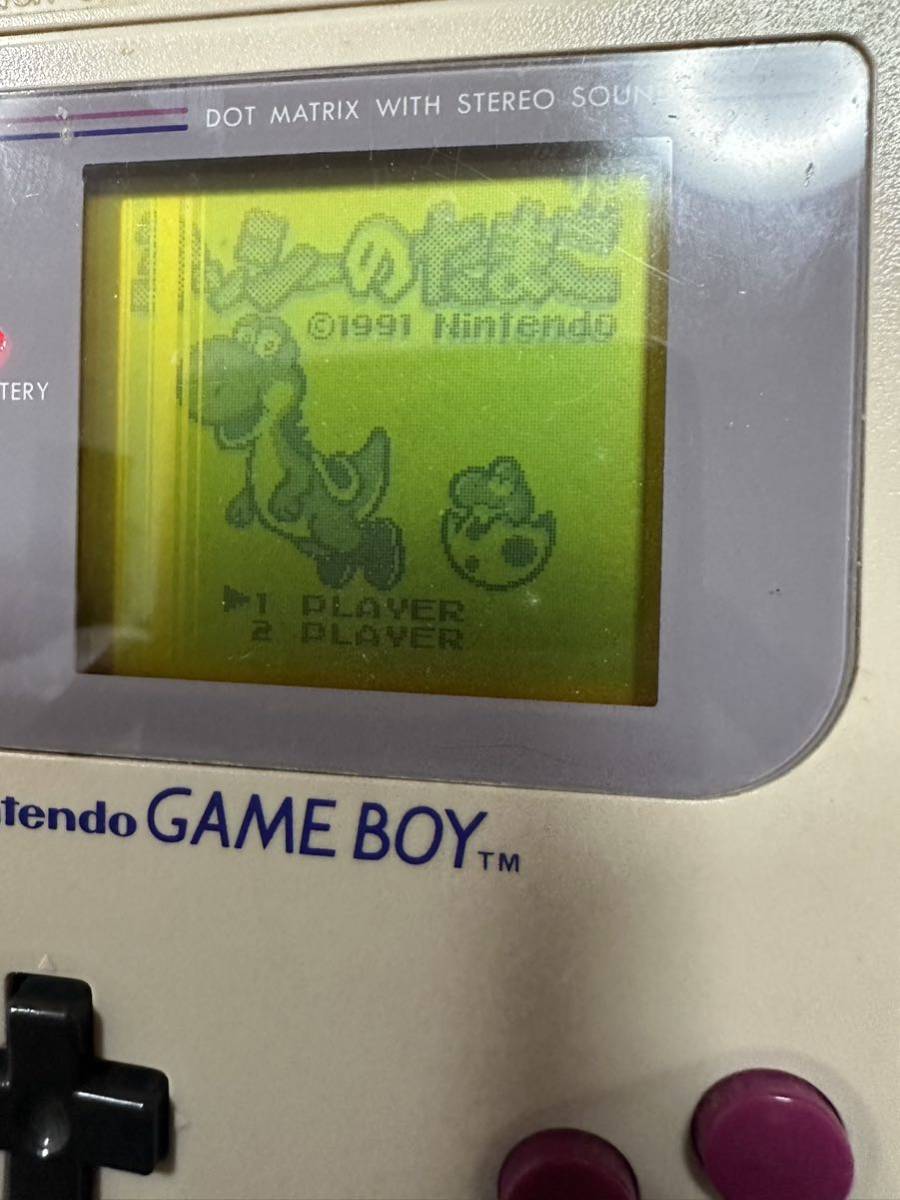 DOT MATRIX WITH STEREO SOUN
ッシーのたまご
©1991 Nintendo
TERY
▶1 PLAYER
2 PLAYER
ntendo GAME BOY™